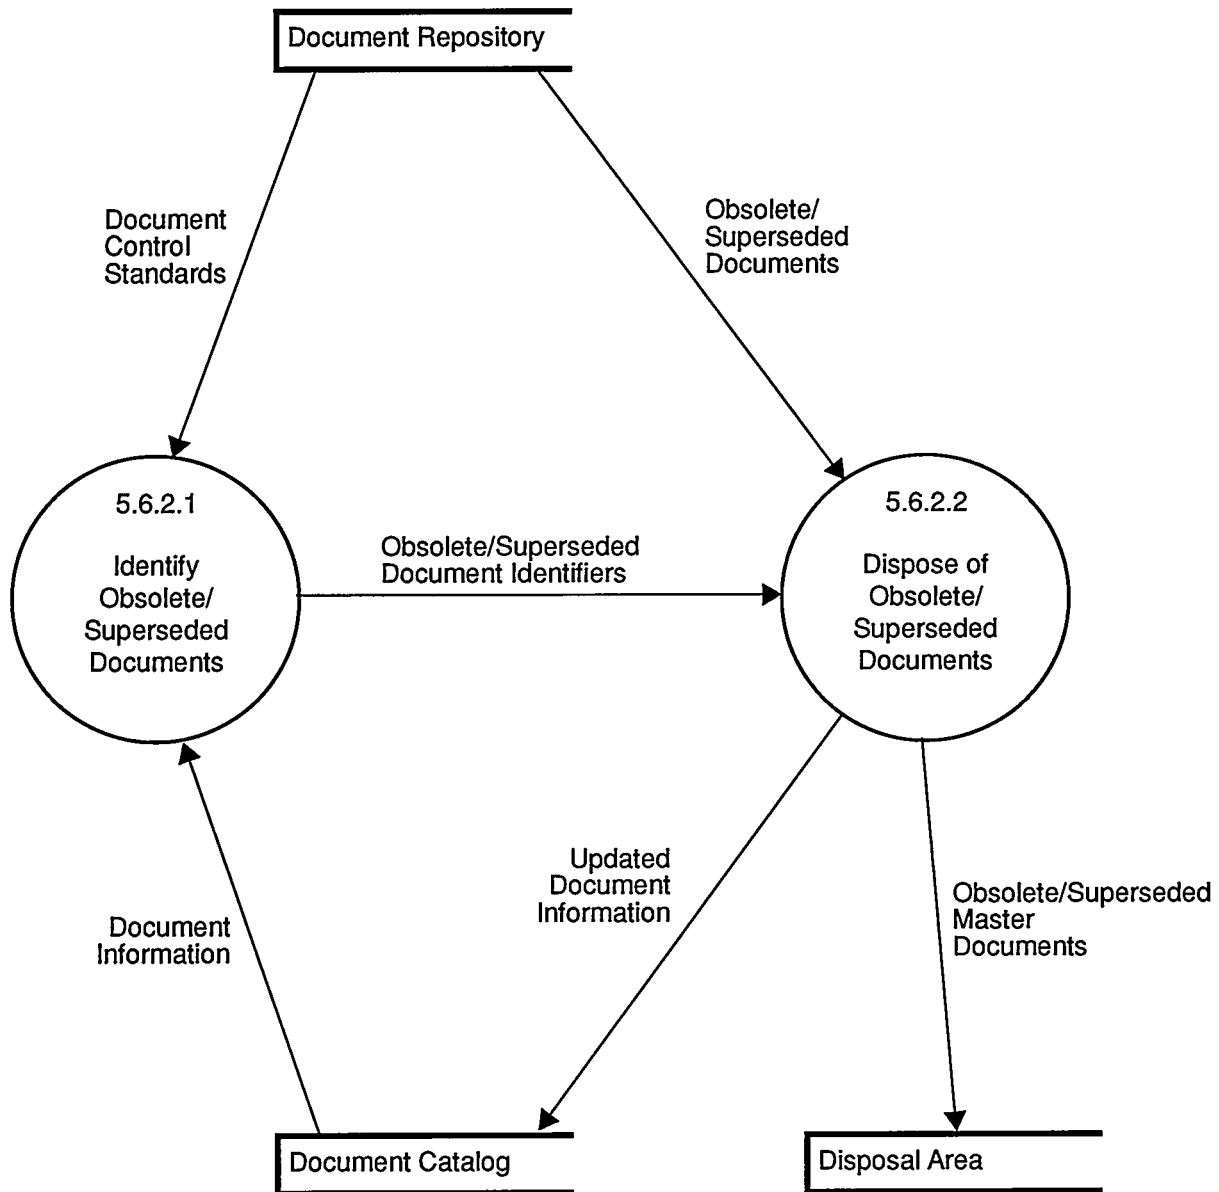 Document Repository
Document
Control
Standards
Obsolete/
Superseded
Documents
5.6.2.1
Identify
Obsolete/
Superseded
Documents
Obsolete/Superseded
Document Identifiers
5.6.2.2
Dispose of
Obsolete/
Superseded
Documents
Document
Information
Updated
Document
Information
Obsolete/Superseded
Master
Documents
Document Catalog
Disposal Area